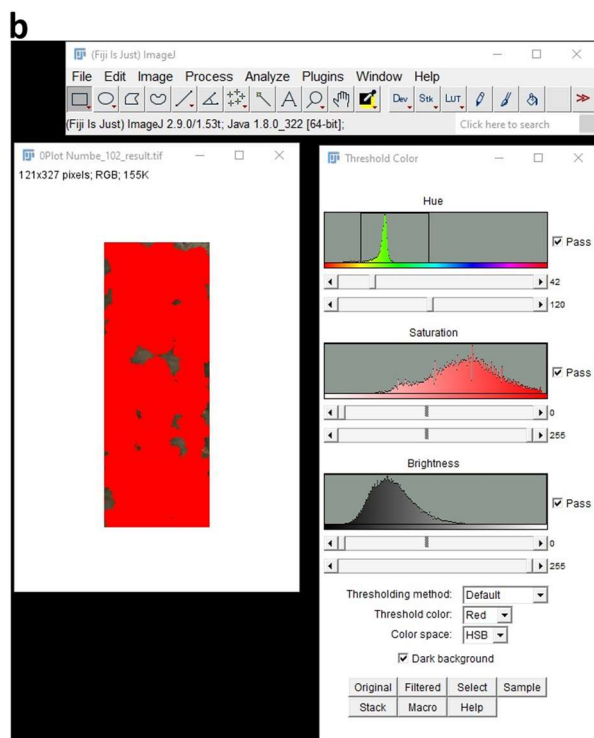 b
(Fiji Is Just) ImageJ
File Edit Image Process Analyze Plugins Window Help
Dev Stk LUT
(Fiji Is Just) ImageJ 2.9.0/1.53t; Java 1.8.0_322 [64-bit];
Click here to search
0Plot Numbe_102_result.tif
121x327 pixels; RGB; 155K
Threshold Color
Hue
Pass
42
120
Saturation
Pass
0
255
Brightness
Pass
0
255
Thresholding method: Default
Threshold color: Red
Color space: HSB
Dark background
Original Filtered Select Sample
Stack Macro Help